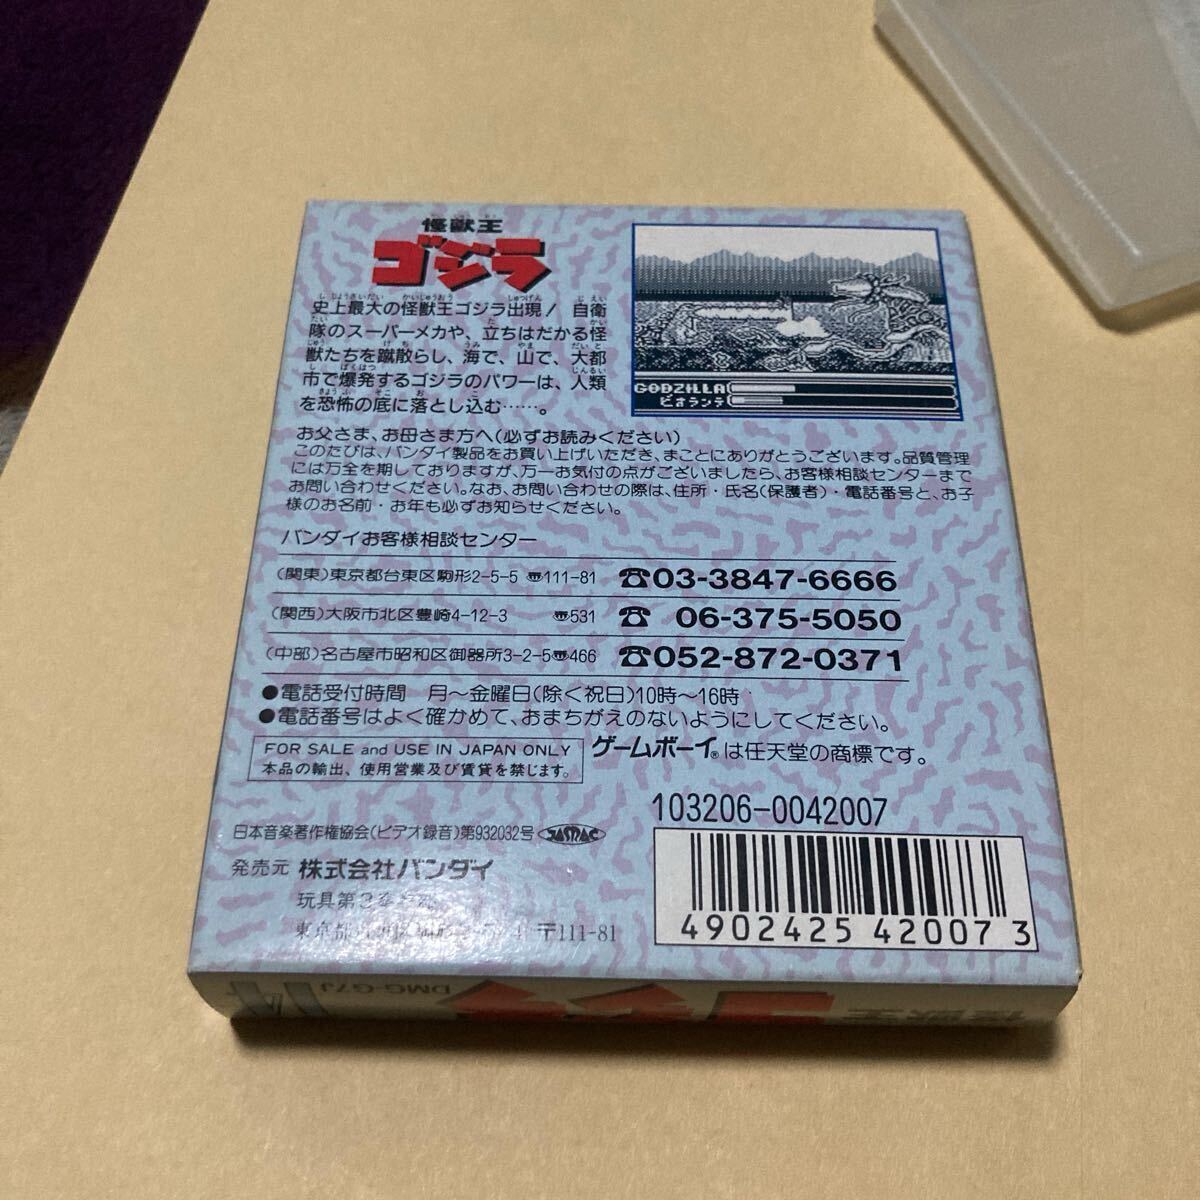 怪獣王
ゴジラ
史上最大の怪獣王ゴジラ出現！ 自衛
隊のスーパーメカや、立ちはだかる怪
獣たちを蹴散らし、海で、山で、大都
市で爆発するゴジラのパワーは、人類
を恐怖の底に落とし込む……。
GODZILLA
ビオランテ
お父さま、お母さま方へ(必ずお読みください)
このたびは、バンダイ製品をお買い上げいただき、まことにありがとうございます。品質管理
には万全を期しておりますが、万一お気付の点がございましたら、お客様相談センターまで
お問い合わせください。なお、お問い合わせの際は、住所・氏名(保護者)・電話番号と、お子
様のお名前・お年も必ずお知らせください。
バンダイお客様相談センター
(関東)東京都台東区駒形2-5-5 〠111-81 ☎03-3847-6666
(関西)大阪市北区豊崎4-12-3 〠531 ☎ 06-375-5050
(中部)名古屋市昭和区御器所3-2-5〠466 ☎052-872-0371
●電話受付時間 月〜金曜日(除く祝日)10時〜16時
●電話番号はよく確かめて、おまちがえのないようにしてください。
FOR SALE and USE IN JAPAN ONLY
本品の輸出、使用営業及び賃貸を禁じます。
ゲームボーイ®は任天堂の商標です。
103206-0042007
日本音楽著作権協会(ビデオ録音)第932032号 JASRAC
発売元 株式会社バンダイ
玩具第3
東京都 〒111-81
4902425 420073
DMG-G7J
ゴジラ
怪獣王